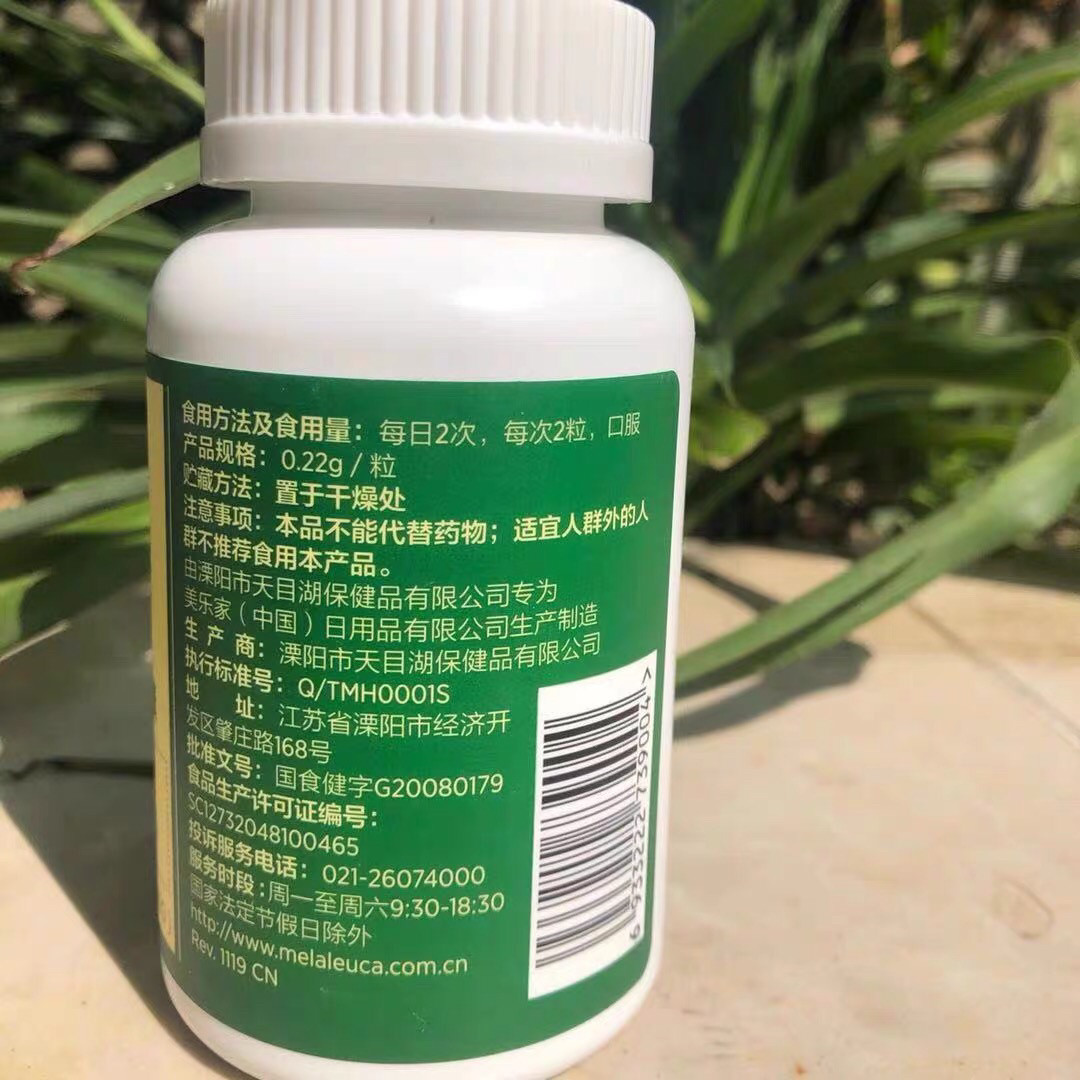 食用方法及食用量：每日2次，每次2粒，口服
产品规格：0.22g / 粒
贮藏方法：置于干燥处
注意事项：本品不能代替药物；适宜人群外的人
群不推荐食用本产品。
由溧阳市天目湖保健品有限公司专为
美乐家（中国）日用品有限公司生产制造
生产商：溧阳市天目湖保健品有限公司
执行标准号：Q/TMH0001S
地址：江苏省溧阳市经济开
发区肇庄路168号
批准文号：国食健字G20080179
食品生产许可证编号：
SC12732048100465
投诉服务电话：021-26074000
服务时段：周一至周六9:30-18:30
国家法定节假日除外
http://www.melaleuca.com.cn
Rev. 1119 CN
6 933222 739004 >